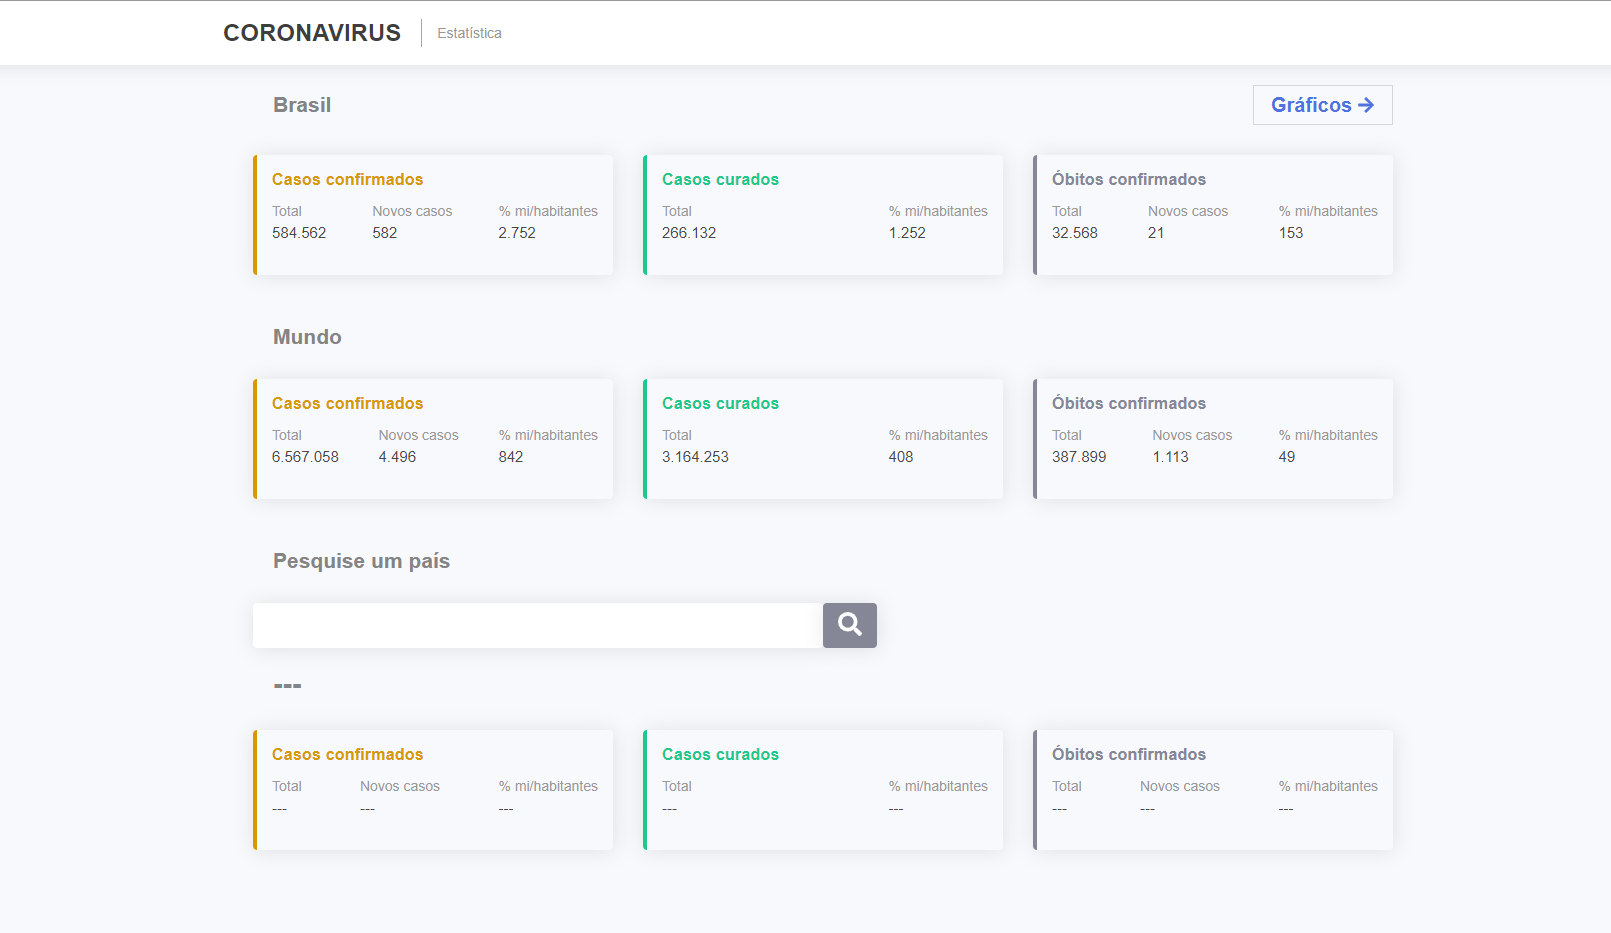 CORONAVIRUS Estatística
Brasil Gráficos
Casos confirmados
Total Novos casos % mi/habitantes
584.562 582 2.752
Casos curados
Total % mi/habitantes
266.132 1.252
Óbitos confirmados
Total Novos casos % mi/habitantes
32.568 21 153
Mundo
Casos confirmados
Total Novos casos % mi/habitantes
6.567.058 4.496 842
Casos curados
Total % mi/habitantes
3.164.253 408
Óbitos confirmados
Total Novos casos % mi/habitantes
387.899 1.113 49
Pesquise um país
---
Casos confirmados
Total Novos casos % mi/habitantes
--- --- ---
Casos curados
Total % mi/habitantes
--- ---
Óbitos confirmados
Total Novos casos % mi/habitantes
--- --- ---